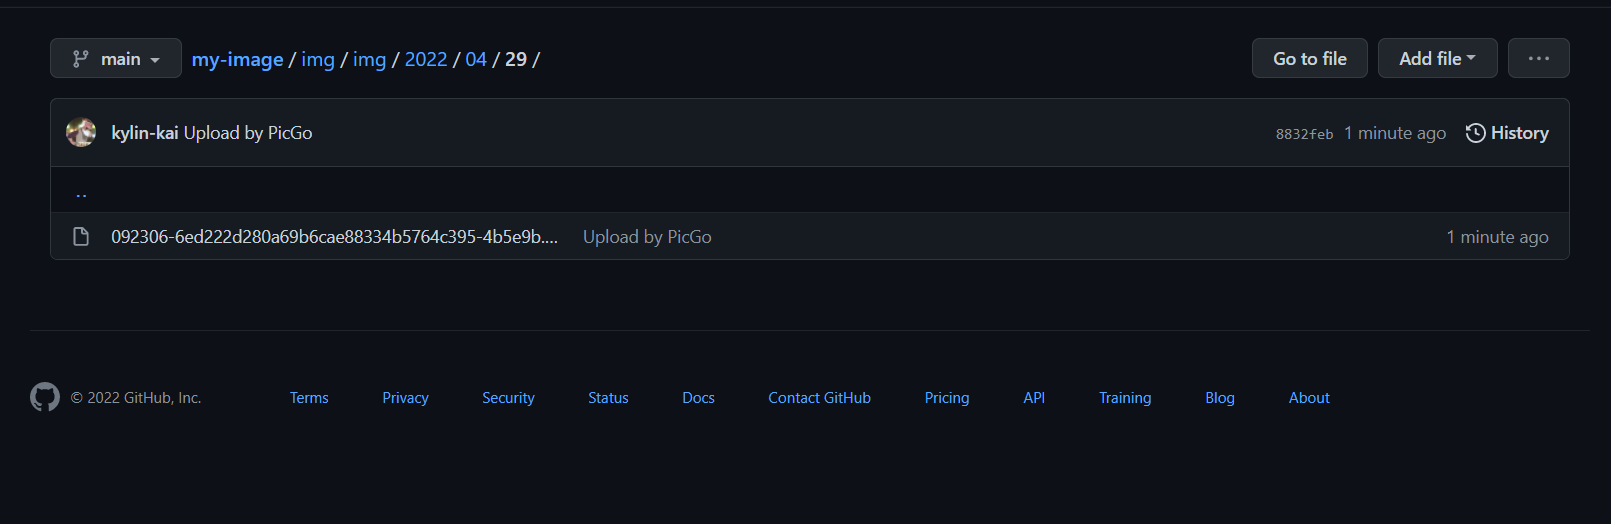 main my-image / img / img / 2022 / 04 / 29 / Go to file Add file ...
kylin-kai Upload by PicGo 8832feb 1 minute ago History
..
092306-6ed222d280a69b6cae88334b5764c395-4b5e9b.... Upload by PicGo 1 minute ago
© 2022 GitHub, Inc. Terms Privacy Security Status Docs Contact GitHub Pricing API Training Blog About